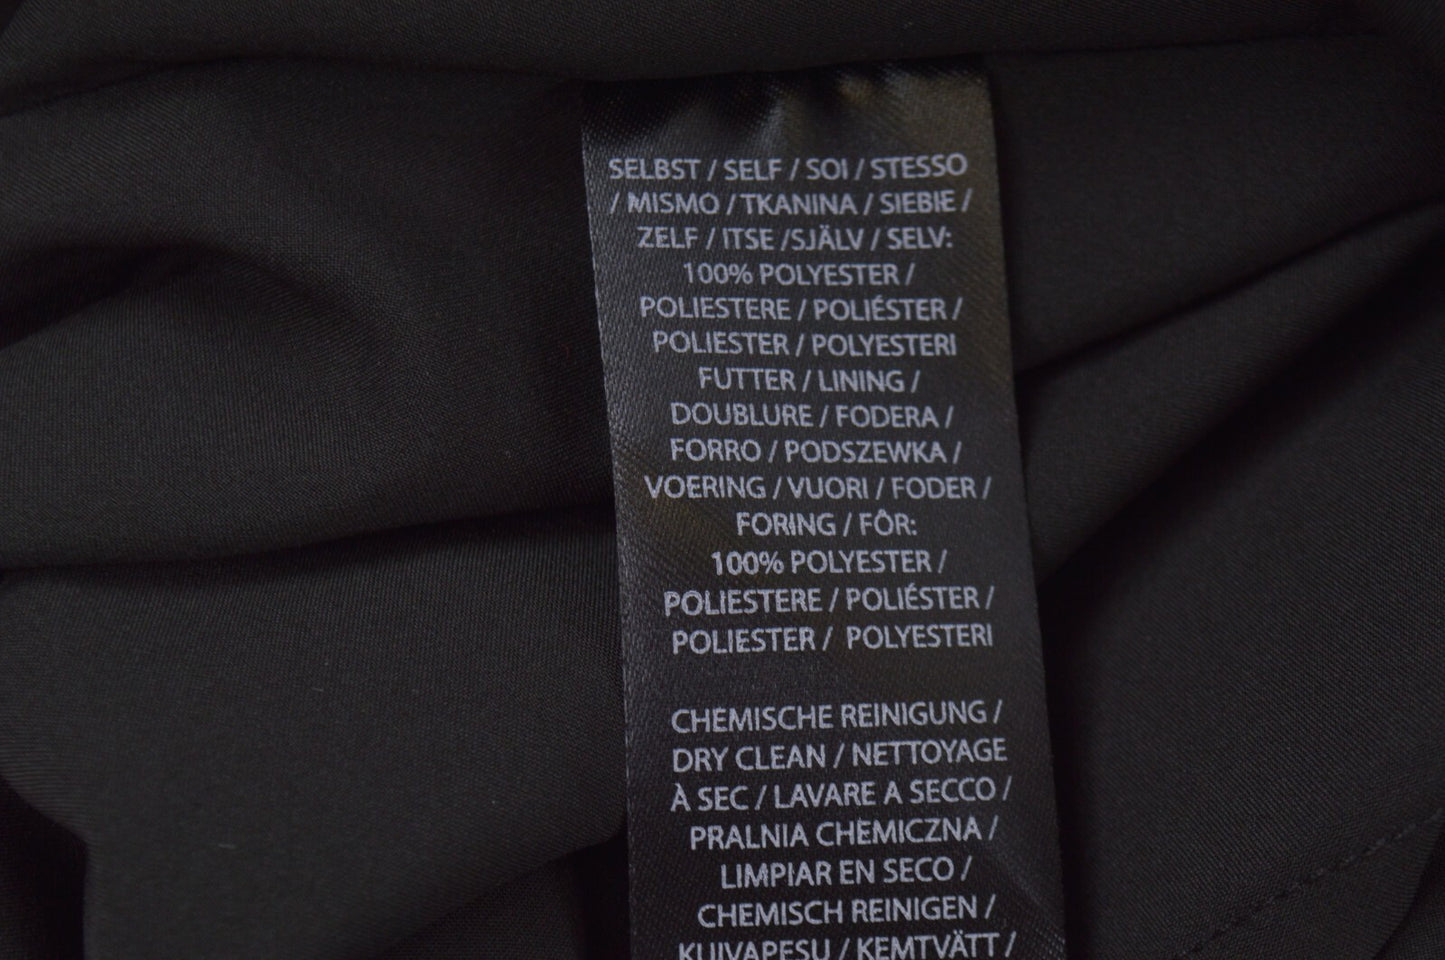 SELBST / SELF / SOI / STESSO
/ MISMO / TKANINA / SIEBIE /
ZELF / ITSE /SJÄLV / SELV:
100% POLYESTER /
POLIESTERE / POLIÉSTER /
POLIESTER / POLYESTERI
FUTTER / LINING /
DOUBLURE / FODERA /
FORRO / PODSZEWKA /
VOERING / VUORI / FODER /
FORING / FÔR:
100% POLYESTER /
POLIESTERE / POLIÉSTER /
POLIESTER / POLYESTERI
CHEMISCHE REINIGUNG /
DRY CLEAN / NETTOYAGE
À SEC / LAVARE A SECCO /
PRALNIA CHEMICZNA /
LIMPIAR EN SECO /
CHEMISCH REINIGEN /
KUIVAPESU / KEMTVÄTT /